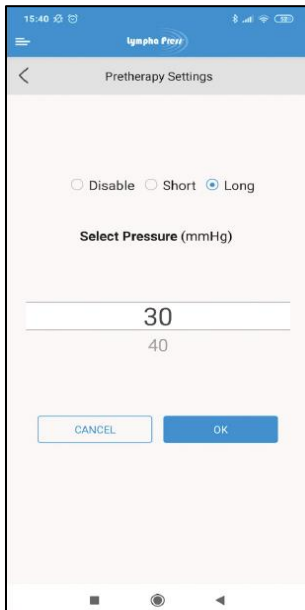 15:40
Lympha Press
Pretherapy Settings
Disable Short Long
Select Pressure (mmHg)
30
40
CANCEL OK